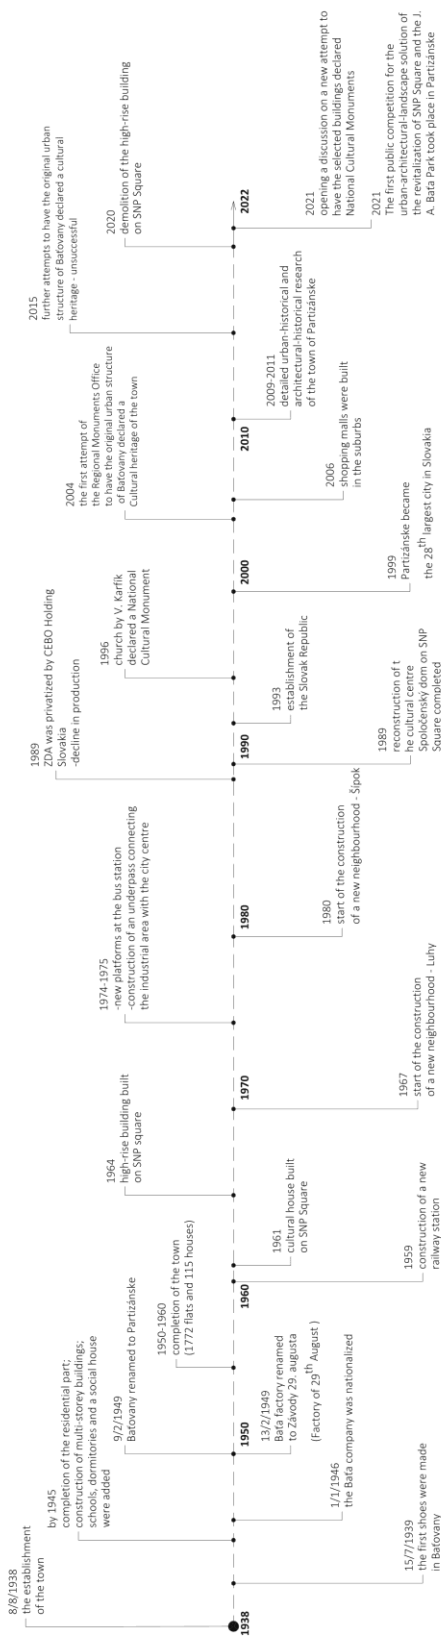 8/8/1938
the establishment
of the town
by 1945
completion of the residential part;
construction of multi-storey buildings;
schools, dormitories and a social house
were added
9/2/1949
Baťovany renamed to Partizánske
1950-1960
completion of the town
(1772 flats and 115 houses)
1964
high-rise building built
on SNP square
1974-1975
-new platforms at the bus station
-construction of an underpass connecting
the industrial area with the city centre
1989
ZDA was privatized by CEBO Holding
Slovakia
-decline in production
1996
church by V. Karfík
declared a National
Cultural Monument
2004
the first attempt of
the Regional Monuments Office
to have the original urban structure
of Baťovany declared a
Cultural heritage of the town
2015
further attempts to have the original urban
structure of Baťovany declared a cultural
heritage - unsuccessful
2020
demolition of the high-rise building
on SNP Square
1938
1950
1960
1970
1980
1990
2000
2010
2022
15/7/1939
the first shoes were made
in Baťovany
1/1/1946
the Baťa company was nationalized
13/2/1949
Baťa factory renamed
to Závody 29. augusta
(Factory of 29th August )
1959
construction of a new
railway station
1961
cultural house built
on SNP Square
1967
start of the construction
of a new neighbourhood - Luhy
1980
start of the construction
of a new neighbourhood - Šípok
1989
reconstruction of t
he cultural centre
Spoločenský dom on SNP
Square completed
1993
establishment of
the Slovak Republic
1999
Partizánske became
the 28th largest city in Slovakia
2006
shopping malls were built
in the suburbs
2009-2011
detailed urban-historical and
architectural-historical research
of the town of Partizánske
2021
opening a discussion on a new attempt to
have the selected buildings declared
National Cultural Monuments
2021
The first public competition for the
urban-architectural-landscape solution of
the revitalization of SNP Square and the J.
A. Baťa Park took place in Partizánske